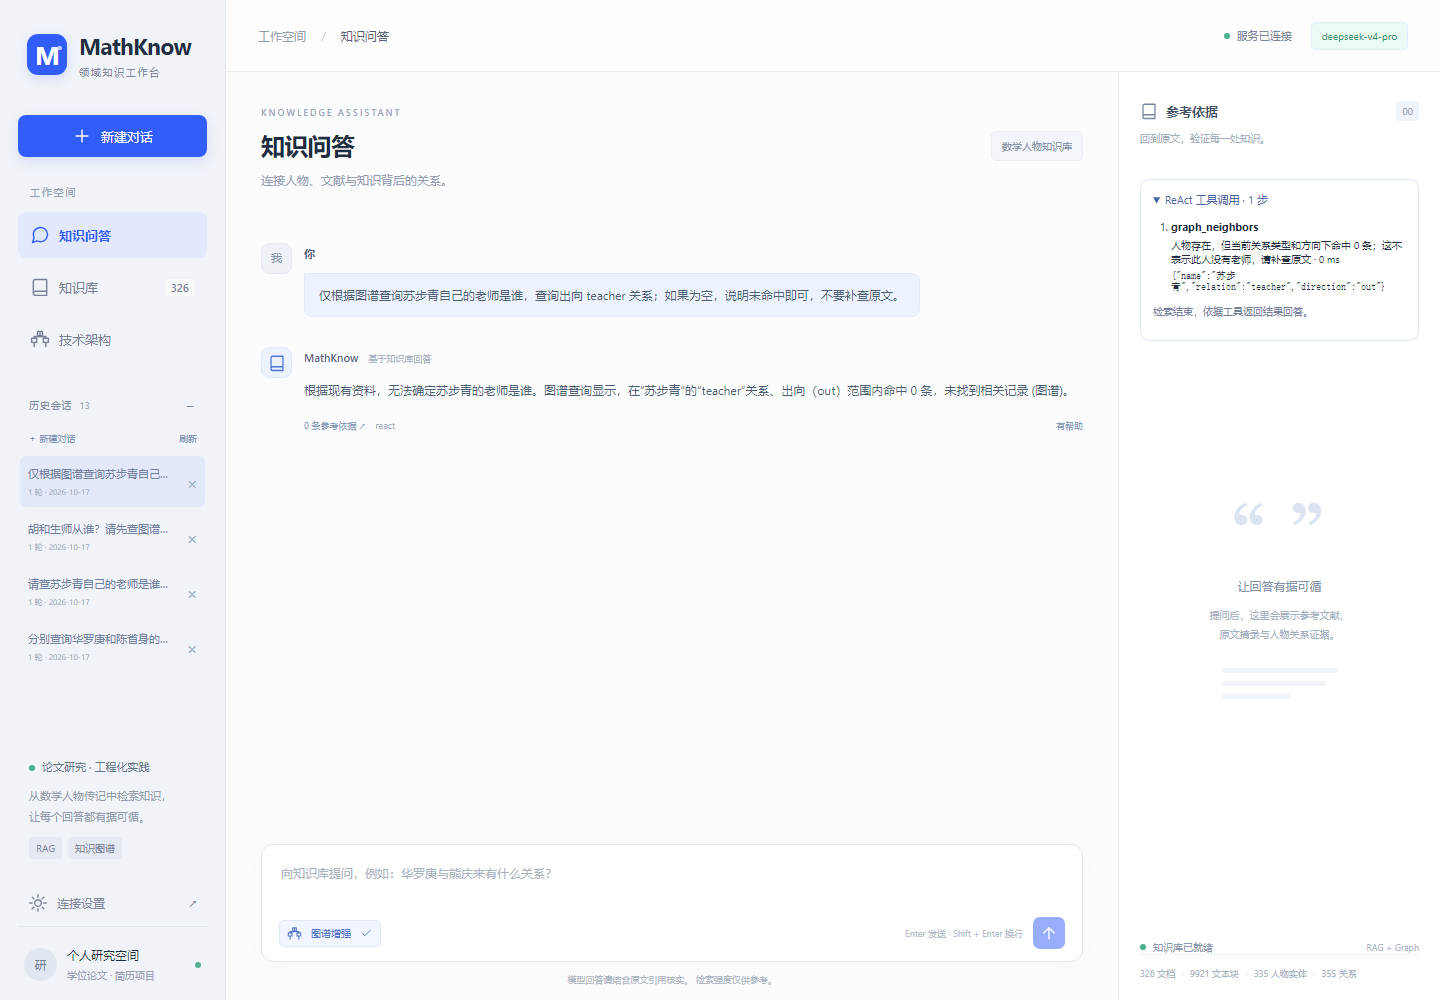 MathKnow
领域知识工作台
新建对话
工作空间
知识问答
知识库 326
技术架构
历史会话 13 −
+ 新建对话 刷新
仅根据图谱查询苏步青自己...
1 轮 · 2026-10-17
胡和生师从谁？请先查图谱...
1 轮 · 2026-10-17
请查苏步青自己的老师是谁...
1 轮 · 2026-10-17
分别查询华罗庚和陈省身的...
1 轮 · 2026-10-17
论文研究 · 工程化实践
从数学人物传记中检索知识，
让每个回答都有据可循。
RAG 知识图谱
连接设置 ↗
研 个人研究空间
学位论文 · 简历项目
工作空间 / 知识问答
服务已连接 deepseek-v4-pro
KNOWLEDGE ASSISTANT
知识问答
数学人物知识库
连接人物、文献与知识背后的关系。
我 你
仅根据图谱查询苏步青自己的老师是谁，查询出向 teacher 关系；如果为空，说明未命中即可，不要补查原文。
MathKnow 基于知识库回答
根据现有资料，无法确定苏步青的老师是谁。图谱查询显示，在“苏步青”的“teacher”关系、出向（out）范围内命中 0 条，未找到相关记录 (图谱)。
0 条参考依据 ↗ react 有帮助
向知识库提问，例如：华罗庚与熊庆来有什么关系？
图谱增强 Enter 发送 · Shift + Enter 换行
模型回答请结合原文引用核实。 检索强度仅供参考。
参考依据 00
回到原文，验证每一处知识。
▼ ReAct 工具调用 · 1 步
1. graph_neighbors
人物存在，但当前关系类型和方向下命中 0 条；这不
表示此人没有老师，请补查原文 · 0 ms
{"name":"苏步
青","relation":"teacher","direction":"out"}
检索结束，依据工具返回结果回答。
“ ”
让回答有据可循
提问后，这里会展示参考文献、
原文摘录与人物关系证据。
知识库已就绪 RAG + Graph
326 文档 · 9921 文本块 · 335 人物实体 · 355 关系